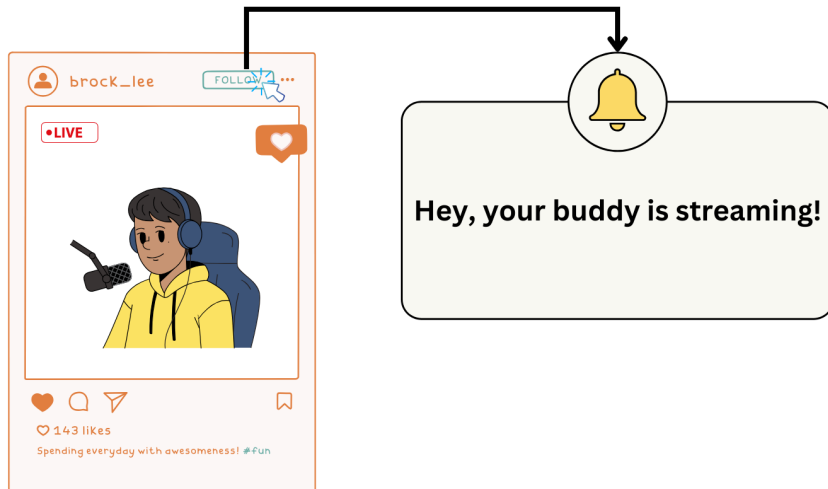 brock_lee
FOLLOW
LIVE
Hey, your buddy is streaming!
143 likes
Spending everyday with awesomeness! #fun